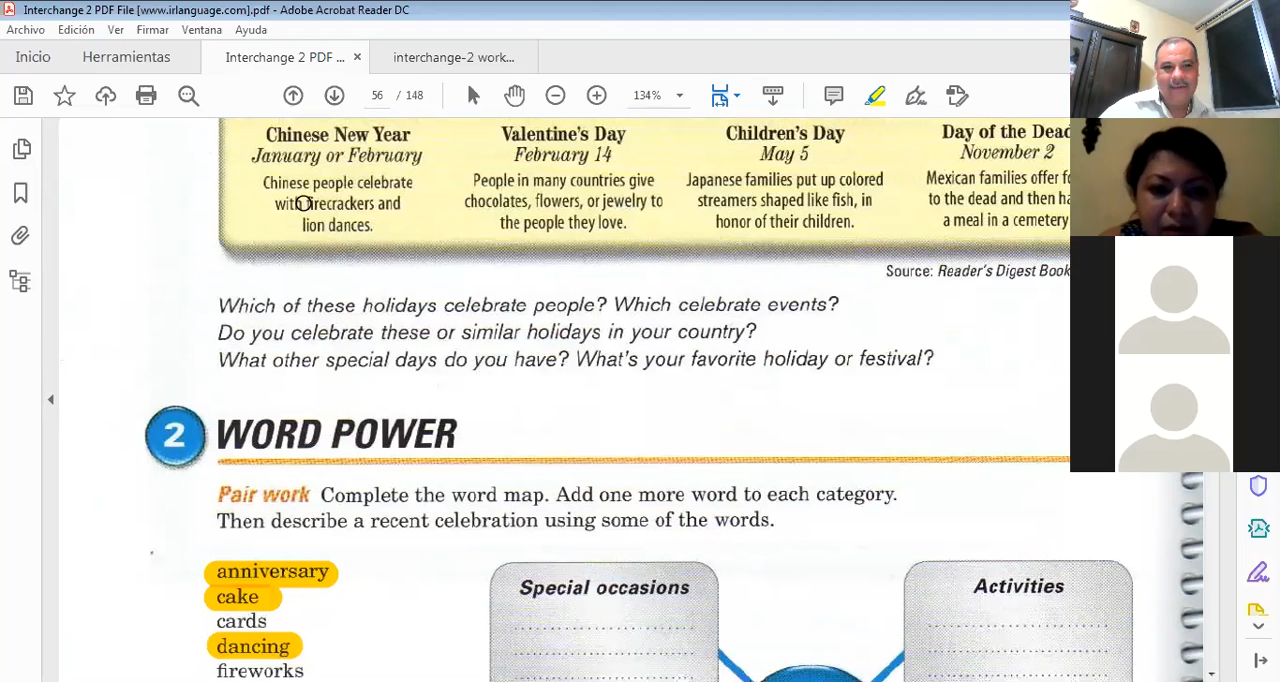 Interchange 2 PDF File [www.irlanguage.com].pdf - Adobe Acrobat Reader DC
Archivo Edición Ver Firmar Ventana Ayuda
Inicio Herramientas Interchange 2 PDF ... × interchange-2 work...
56 / 148 134%
Chinese New Year
January or February
Chinese people celebrate
with firecrackers and
lion dances.
Valentine's Day
February 14
People in many countries give
chocolates, flowers, or jewelry to
the people they love.
Children's Day
May 5
Japanese families put up colored
streamers shaped like fish, in
honor of their children.
Day of the Dead
November 2
Mexican families offer
to the dead and then
a meal in a cemetery
Source: Reader's Digest Book
Which of these holidays celebrate people? Which celebrate events?
Do you celebrate these or similar holidays in your country?
What other special days do you have? What's your favorite holiday or festival?
2 WORD POWER
Pair work Complete the word map. Add one more word to each category.
Then describe a recent celebration using some of the words.
anniversary
cake
cards
dancing
fireworks
Special occasions
Activities